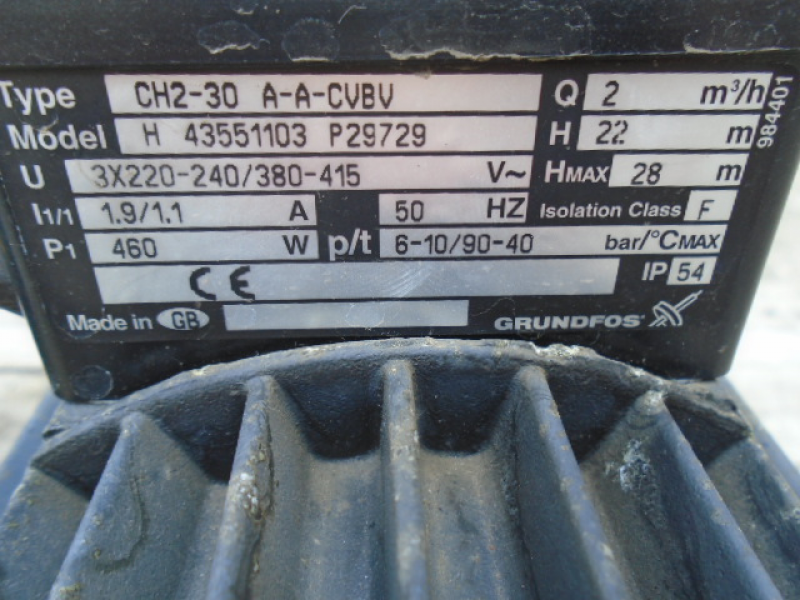 Type CH2-30 A-A-CVBV Q 2 m³/h
Model H 43551103 P29729 H 22 m
U 3X220-240/380-415 V~ HMAX 28 m
I1/1 1.9/1.1 A 50 HZ Isolation Class F
P1 460 W p/t 6-10/90-40 bar/°CMAX
CE IP 54
Made in GB GRUNDFOS
984401